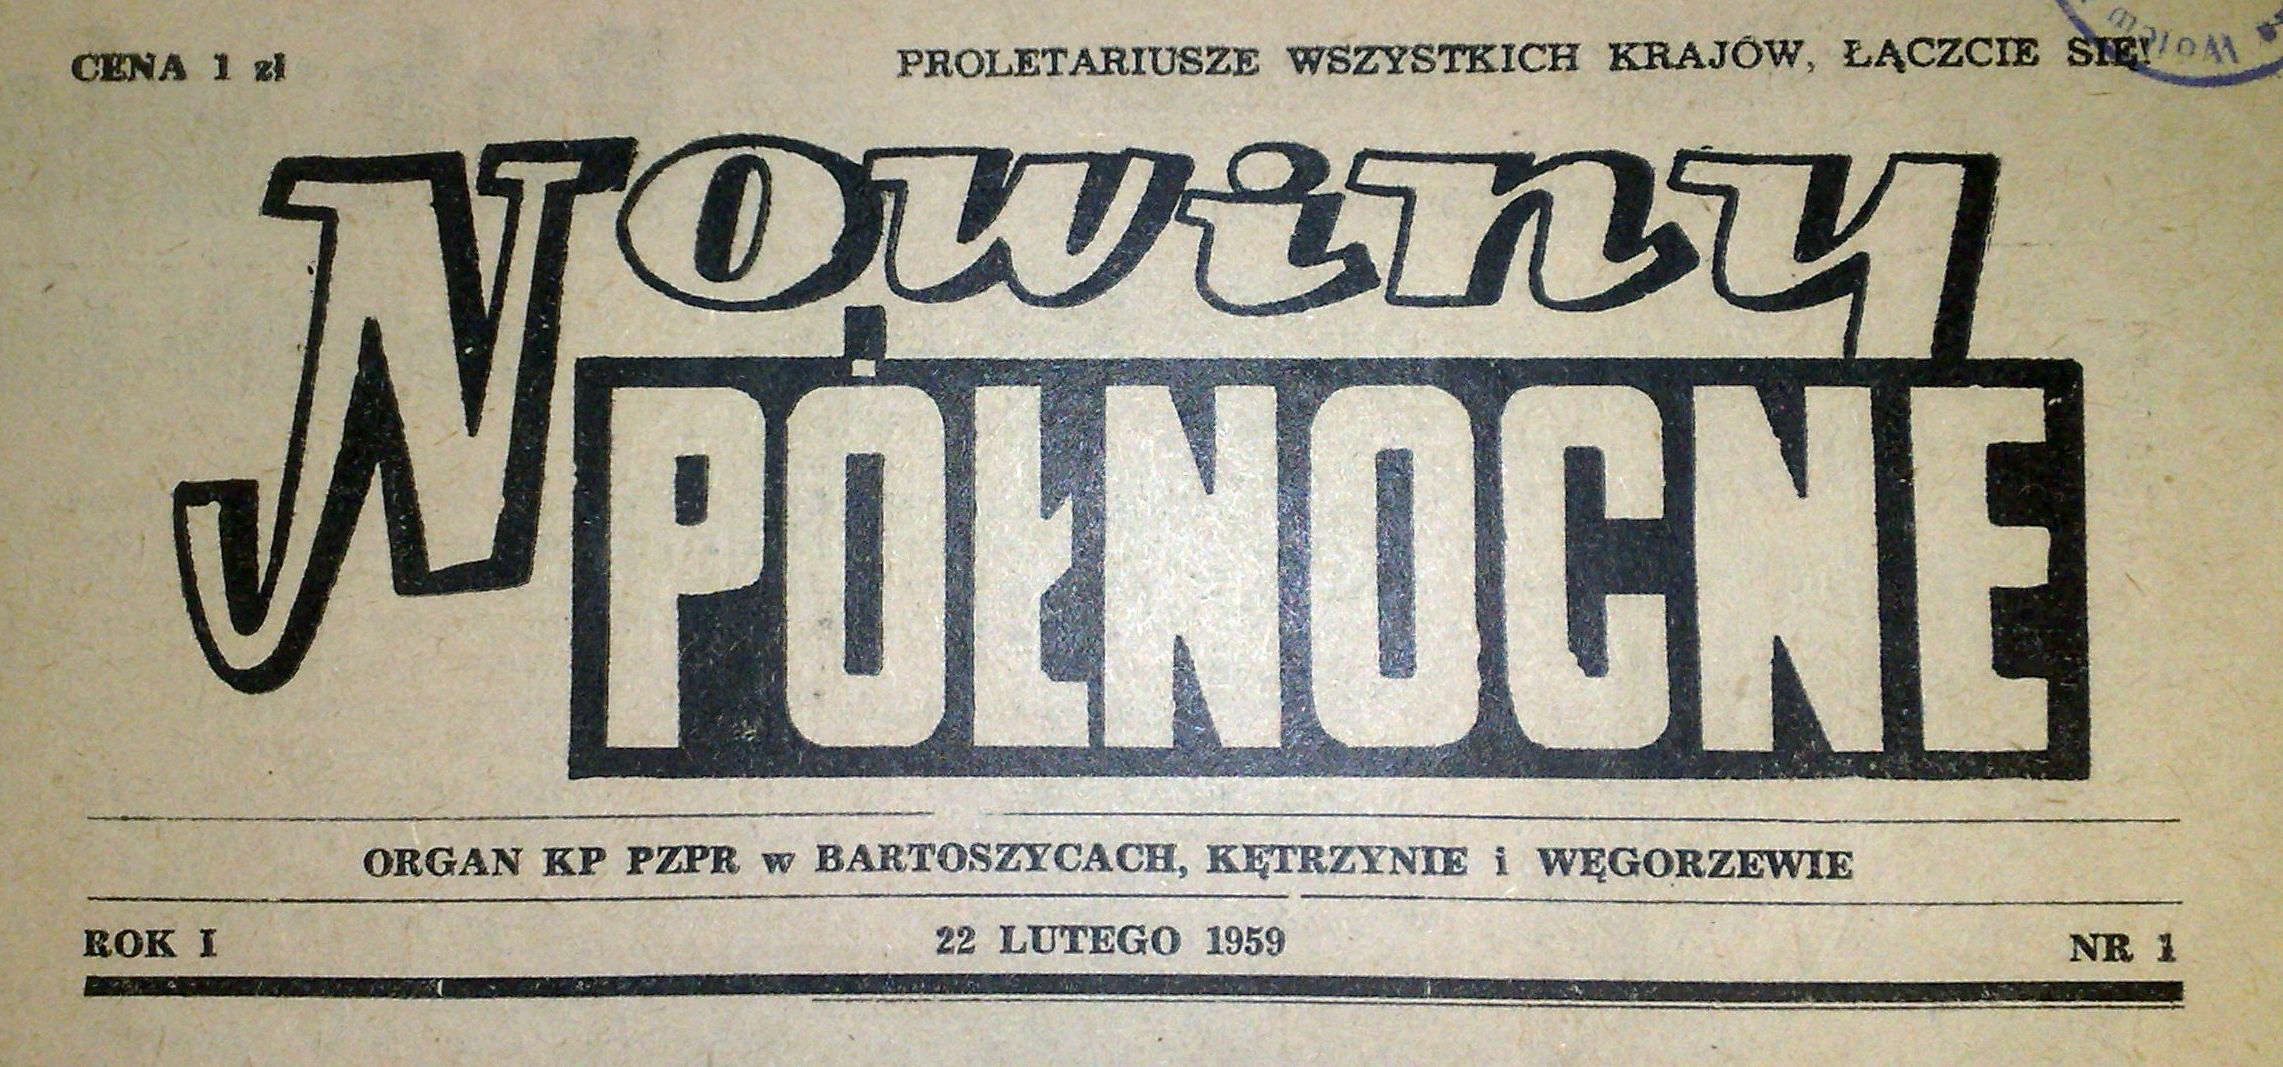 CENA 1 zł
PROLETARIUSZE WSZYSTKICH KRAJÓW, ŁĄCZCIE SIĘ!
Nowiny
PÓŁNOCNE
ORGAN KP PZPR w BARTOSZYCACH, KĘTRZYNIE i WĘGORZEWIE
ROK I
22 LUTEGO 1959
NR 1